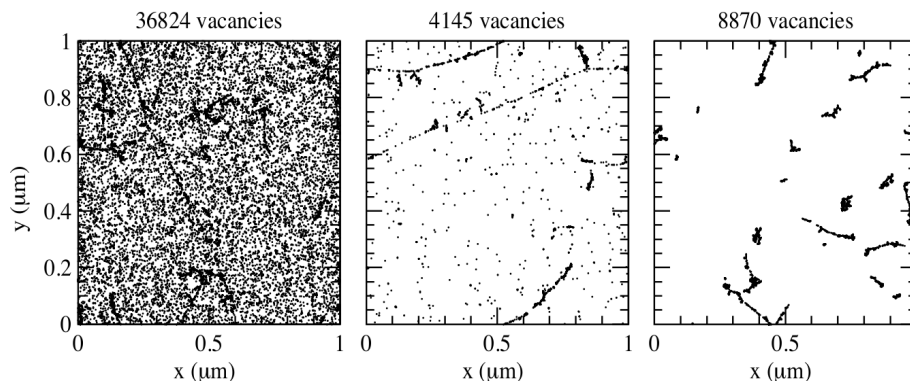 36824 vacancies 4145 vacancies 8870 vacancies
1
0.8
0.6
0.4
0.2
0
y (μm)
0 0.5 1 0 0.5 1 0 0.5 1
x (μm) x (μm) x (μm)